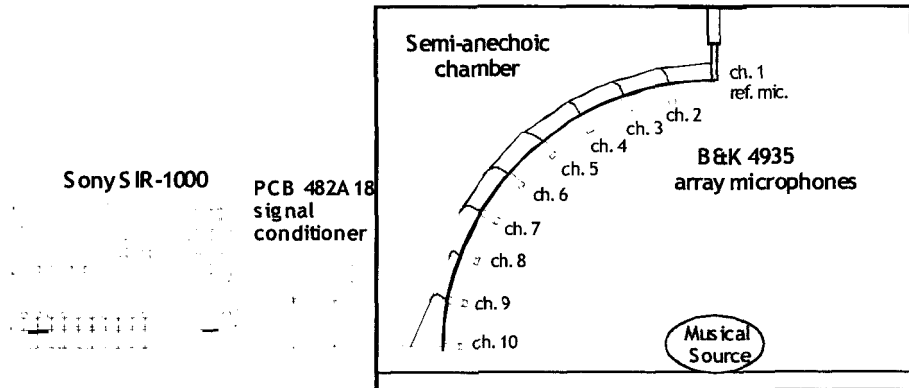 Semi-anechoic
chamber
ch. 1
ref. mic.
ch. 2
ch. 3
ch. 4
ch. 5
ch. 6
ch. 7
ch. 8
ch. 9
ch. 10
B&K 4935
array microphones
Sony SIR-1000
PCB 482A18
signal
conditioner
Musical
Source